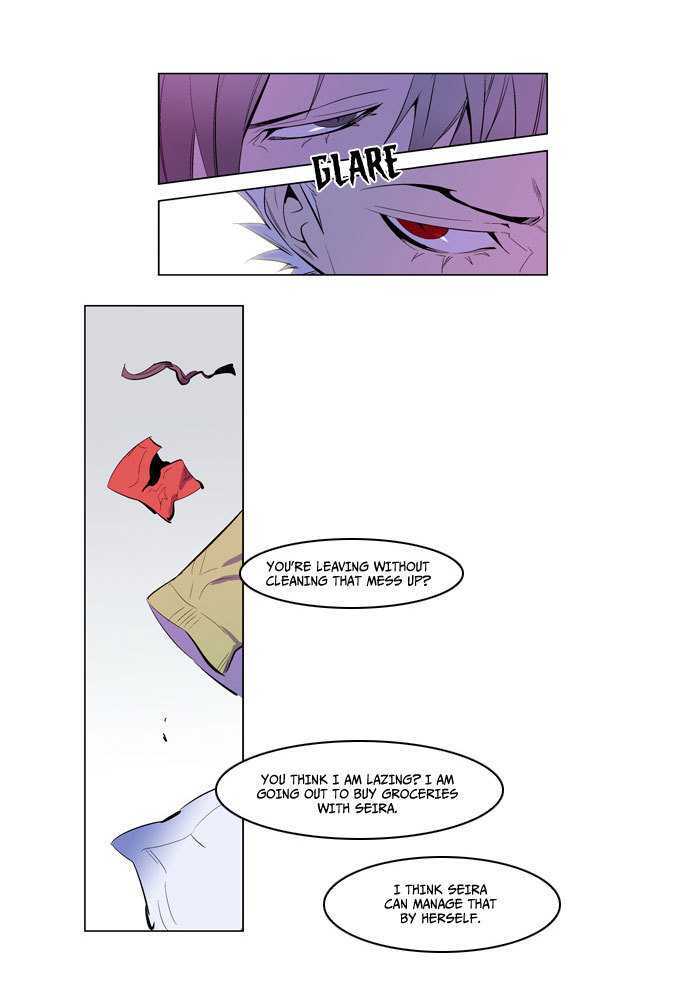 GLARE
YOU'RE LEAVING WITHOUT
CLEANING THAT MESS UP?
YOU THINK I AM LAZING? I AM
GOING OUT TO BUY GROCERIES
WITH SEIRA.
I THINK SEIRA
CAN MANAGE THAT
BY HERSELF.